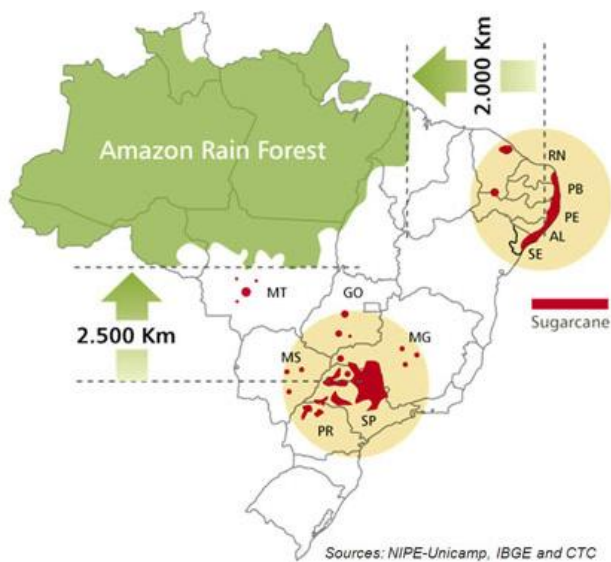 2.000 Km
Amazon Rain Forest
RN
PB
PE
AL
SE
MT
GO
2.500 Km
Sugarcane
MG
MS
SP
PR
Sources: NIPE-Unicamp, IBGE and CTC